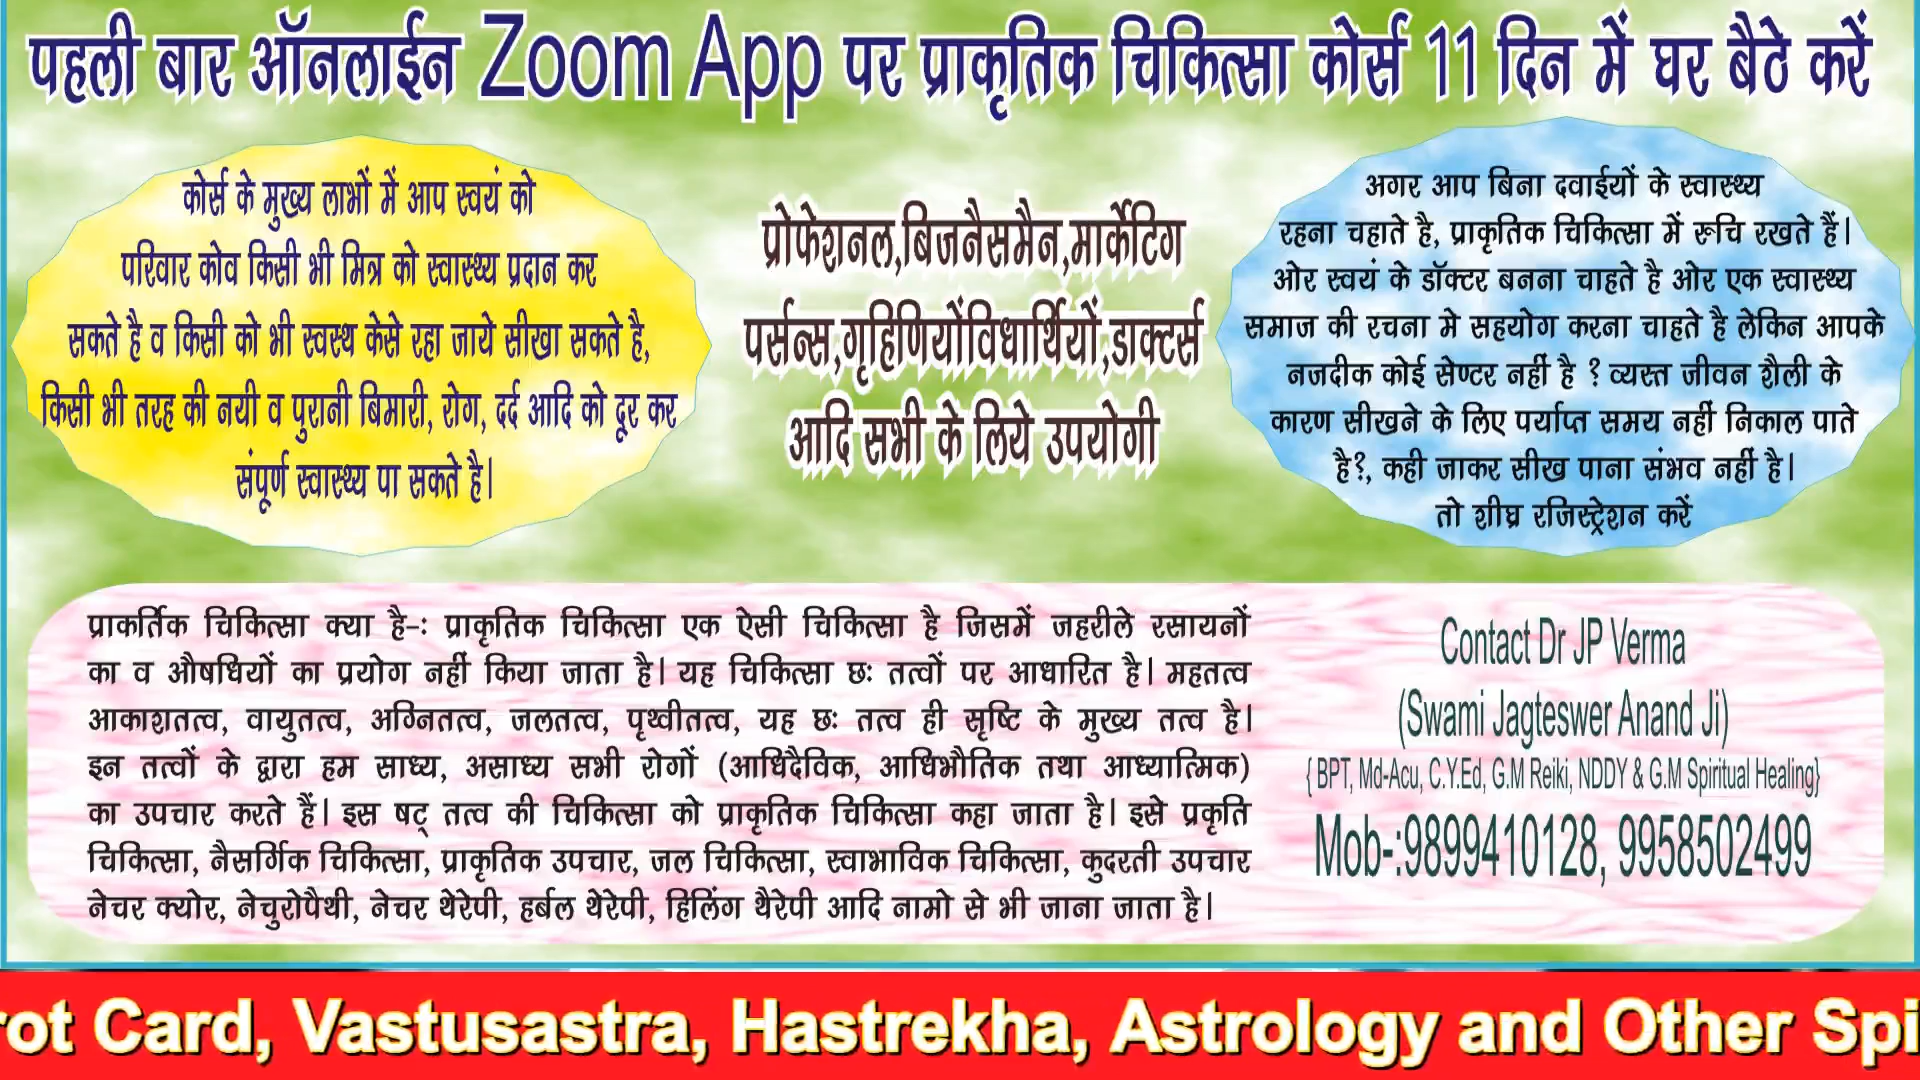 पहली बार ऑनलाईन Zoom App पर प्राकृतिक चिकित्सा कोर्स 11 दिन में घर बैठे करें
कोर्स के मुख्य लाभों में आप स्वयं को
परिवार कोव किसी भी मित्र को स्वास्थ्य प्रदान कर
सकते है व किसी को भी स्वस्थ केसे रहा जाये सीखा सकते है,
किसी भी तरह की नयी व पुरानी बिमारी, रोग, दर्द आदि को दूर कर
संपूर्ण स्वास्थ्य पा सकते है।
प्रोफेशनल,बिजनैसमैन,मार्केटिग
पर्सन्स,गृहिणियोंविधार्थियों,डाक्टर्स
आदि सभी के लिये उपयोगी
अगर आप बिना दवाईयों के स्वास्थ्य
रहना चहाते है, प्राकृतिक चिकित्सा में रूचि रखते हैं।
ओर स्वयं के डॉक्टर बनना चाहते है ओर एक स्वास्थ्य
समाज की रचना मे सहयोग करना चाहते है लेकिन आपके
नजदीक कोई सेण्टर नहीं है ? व्यस्त जीवन शैली के
कारण सीखने के लिए पर्याप्त समय नहीं निकाल पाते
है?, कही जाकर सीख पाना संभव नहीं है।
तो शीघ्र रजिस्ट्रेशन करें
प्राकर्तिक चिकित्सा क्या है-: प्राकृतिक चिकित्सा एक ऐसी चिकित्सा है जिसमें जहरीले रसायनों
का व औषधियों का प्रयोग नहीं किया जाता है। यह चिकित्सा छः तत्वों पर आधारित है। महतत्व
आकाशतत्व, वायुतत्व, अग्नितत्व, जलतत्व, पृथ्वीतत्व, यह छः तत्व ही सृष्टि के मुख्य तत्व है।
इन तत्वों के द्वारा हम साध्य, असाध्य सभी रोगों (आधिदैविक, आधिभौतिक तथा आध्यात्मिक)
का उपचार करते हैं। इस षट् तत्व की चिकित्सा को प्राकृतिक चिकित्सा कहा जाता है। इसे प्रकृति
चिकित्सा, नैसर्गिक चिकित्सा, प्राकृतिक उपचार, जल चिकित्सा, स्वाभाविक चिकित्सा, कुदरती उपचार
नेचर क्योर, नेचुरोपैथी, नेचर थेरेपी, हर्बल थेरेपी, हिलिंग थैरेपी आदि नामो से भी जाना जाता है।
Contact Dr JP Verma
(Swami Jagteswer Anand Ji)
{ BPT, Md-Acu, C.Y.Ed, G.M Reiki, NDDY & G.M Spiritual Healing}
Mob-:9899410128, 9958502499
rot Card, Vastusastra, Hastrekha, Astrology and Other Spi